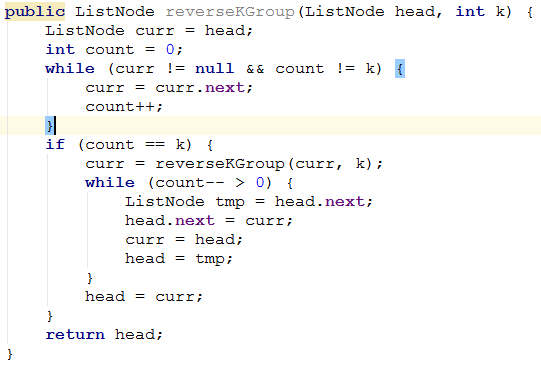 public ListNode reverseKGroup(ListNode head, int k) {
    ListNode curr = head;
    int count = 0;
    while (curr != null && count != k) {
        curr = curr.next;
        count++;
    }
    if (count == k) {
        curr = reverseKGroup(curr, k);
        while (count-- > 0) {
            ListNode tmp = head.next;
            head.next = curr;
            curr = head;
            head = tmp;
        }
        head = curr;
    }
    return head;
}